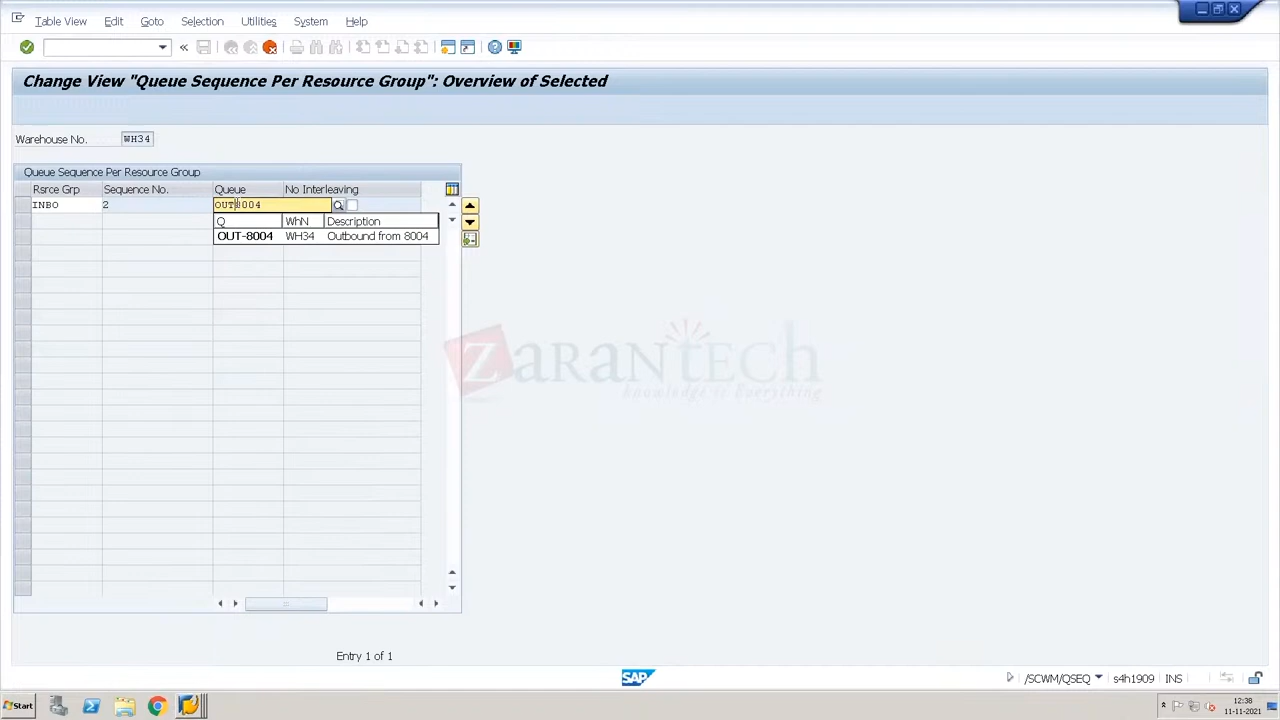 Table View Edit Goto Selection Utilities System Help
Change View "Queue Sequence Per Resource Group": Overview of Selected
Warehouse No. WH34
Queue Sequence Per Resource Group
Rsrce Grp Sequence No. Queue No Interleaving
INBO 2 OUT8004
Q WhN Description
OUT-8004 WH34 Outbound from 8004
ZARANTECH
knowledge is Everything
Entry 1 of 1
SAP /SCWM/QSEQ s4h1909 INS
Start 12:38
11-11-2021